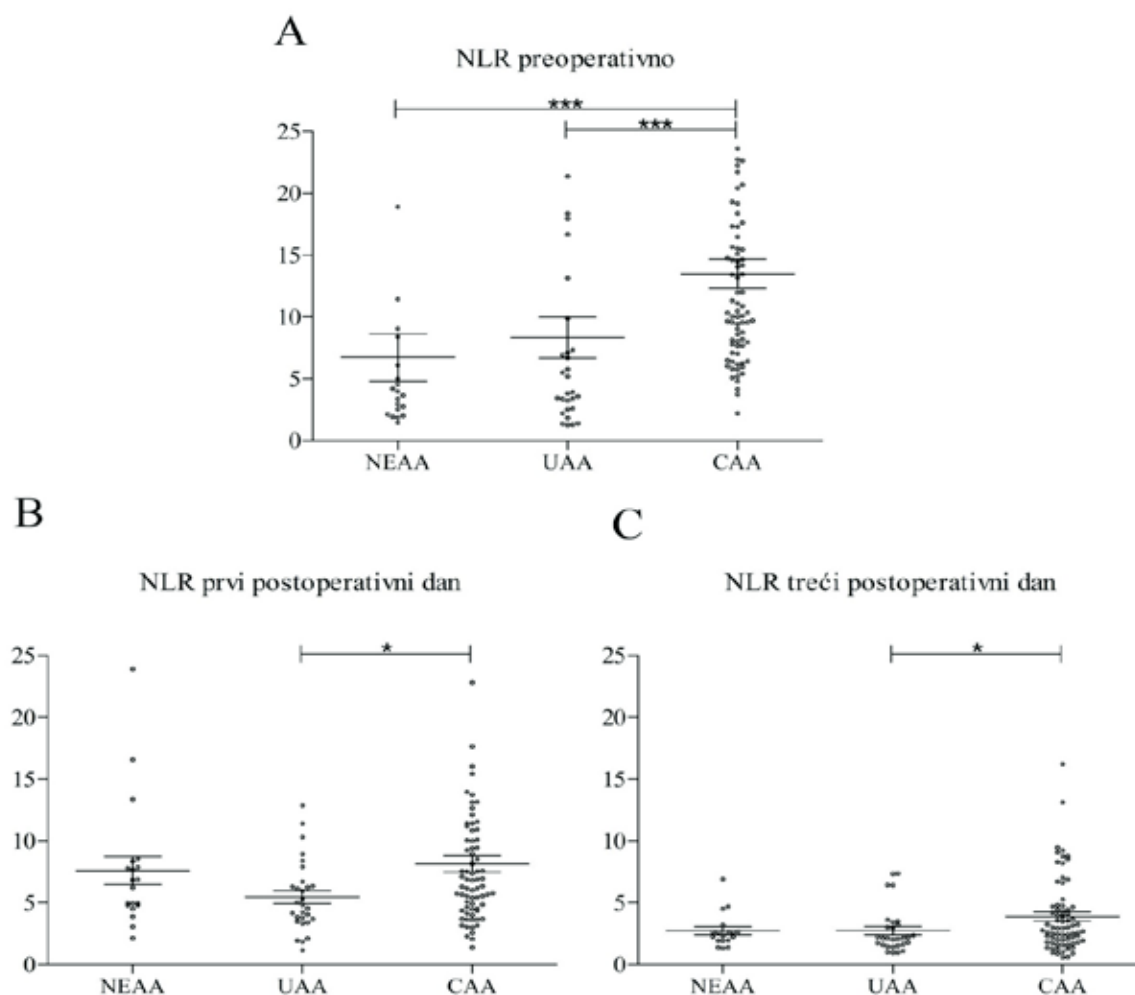 A
NLR preoperativno
***
***
25
20
15
10
5
0
NEAA UAA CAA
B
NLR prvi postoperativni dan
*
25
20
15
10
5
0
NEAA UAA CAA
C
NLR treći postoperativni dan
*
25
20
15
10
5
0
NEAA UAA CAA